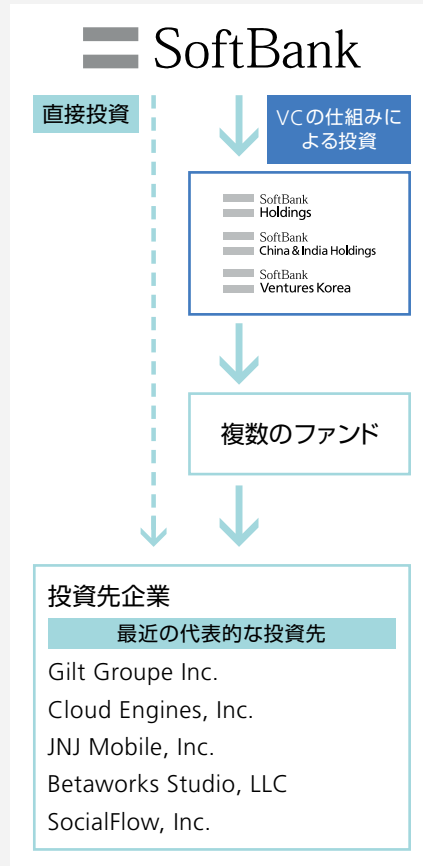 SoftBank
直接投資
VCの仕組みに
よる投資
SoftBank
Holdings
SoftBank
China & India Holdings
SoftBank
Ventures Korea
複数のファンド
投資先企業
最近の代表的な投資先
Gilt Groupe Inc.
Cloud Engines, Inc.
JNJ Mobile, Inc.
Betaworks Studio, LLC
SocialFlow, Inc.